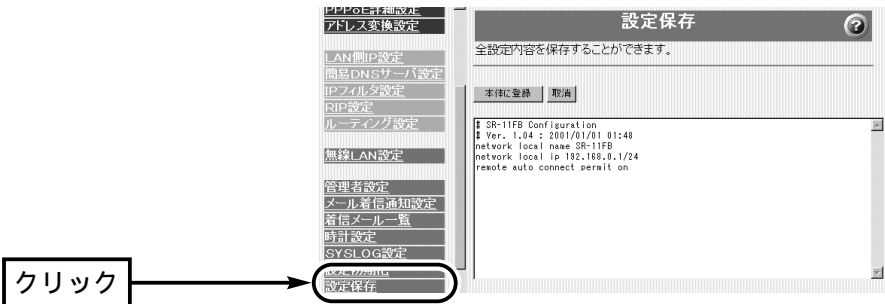 PPPoE詳細設定
アドレス変換設定
LAN側IP設定
簡易DNSサーバ設定
IPフィルタ設定
RIP設定
ルーティング設定
無線LAN設定
管理者設定
メール着信通知設定
着信メール一覧
時計設定
SYSLOG設定
設定初期化
設定保存
クリック
設定保存
?
全設定内容を保存することができます。
本体に登録 取消
# SR-11FB Configuration
# Ver. 1.04 : 2001/01/01 01:48
network local name SR-11FB
network local ip 192.168.0.1/24
remote auto connect permit on